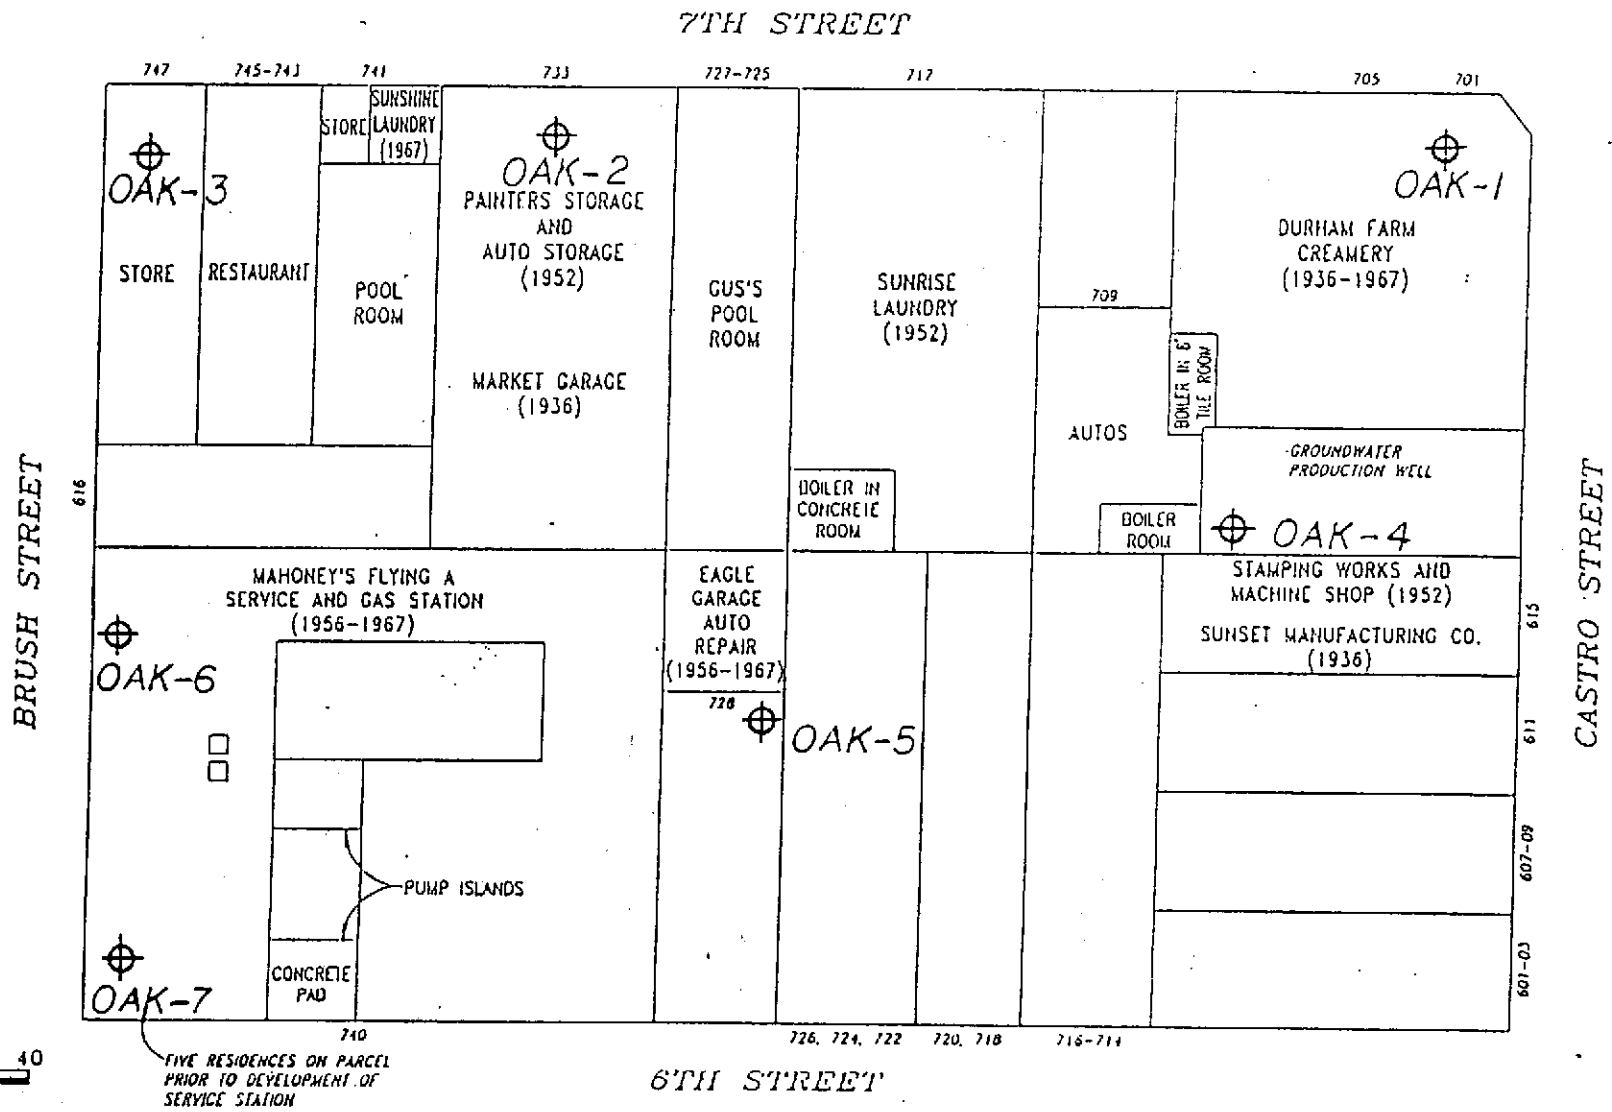 7TH STREET
747
745-743
741
733
727-725
717
705
701
SUNSHINE
LAUNDRY
(1967)
STORE
OAK-3
OAK-2
OAK-1
PAINTERS STORAGE
AND
AUTO STORAGE
(1952)
DURHAM FARM
CREAMERY
(1936-1967)
STORE
RESTAURANT
POOL
ROOM
GUS'S
POOL
ROOM
SUNRISE
LAUNDRY
(1952)
709
MARKET GARAGE
(1936)
BOILER IN 6'
TILE ROOM
AUTOS
GROUNDWATER
PRODUCTION WELL
BOILER IN
CONCRETE
ROOM
BOILER
ROOM
OAK-4
BRUSH STREET
616
CASTRO STREET
MAHONEY'S FLYING A
SERVICE AND GAS STATION
(1956-1967)
EAGLE
GARAGE
AUTO
REPAIR
(1956-1967)
728
STAMPING WORKS AND
MACHINE SHOP (1952)
SUNSET MANUFACTURING CO.
(1936)
615
OAK-6
OAK-5
611
607-09
PUMP ISLANDS
CONCRETE
PAD
601-03
OAK-7
740
726, 724, 722
720, 718
716-714
40
FIVE RESIDENCES ON PARCEL
PRIOR TO DEVELOPMENT OF
SERVICE STATION
6TH STREET